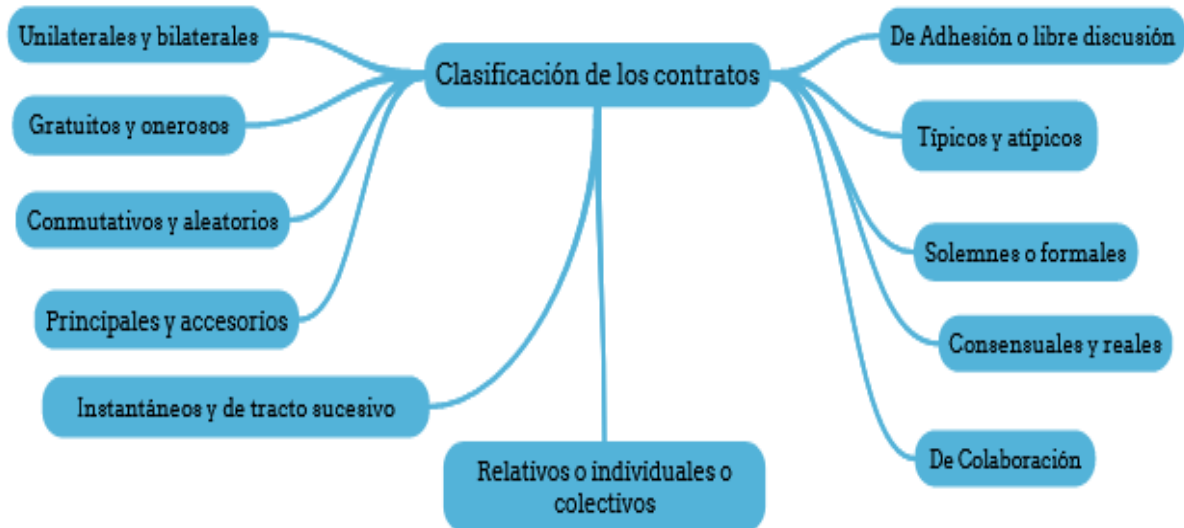 Clasificación de los contratos
Unilaterales y bilaterales
Gratuitos y onerosos
Conmutativos y aleatorios
Principales y accesorios
Instantáneos y de tracto sucesivo
Relativos o individuales o
colectivos
De Adhesión o libre discusión
Típicos y atípicos
Solemnes o formales
Consensuales y reales
De Colaboración